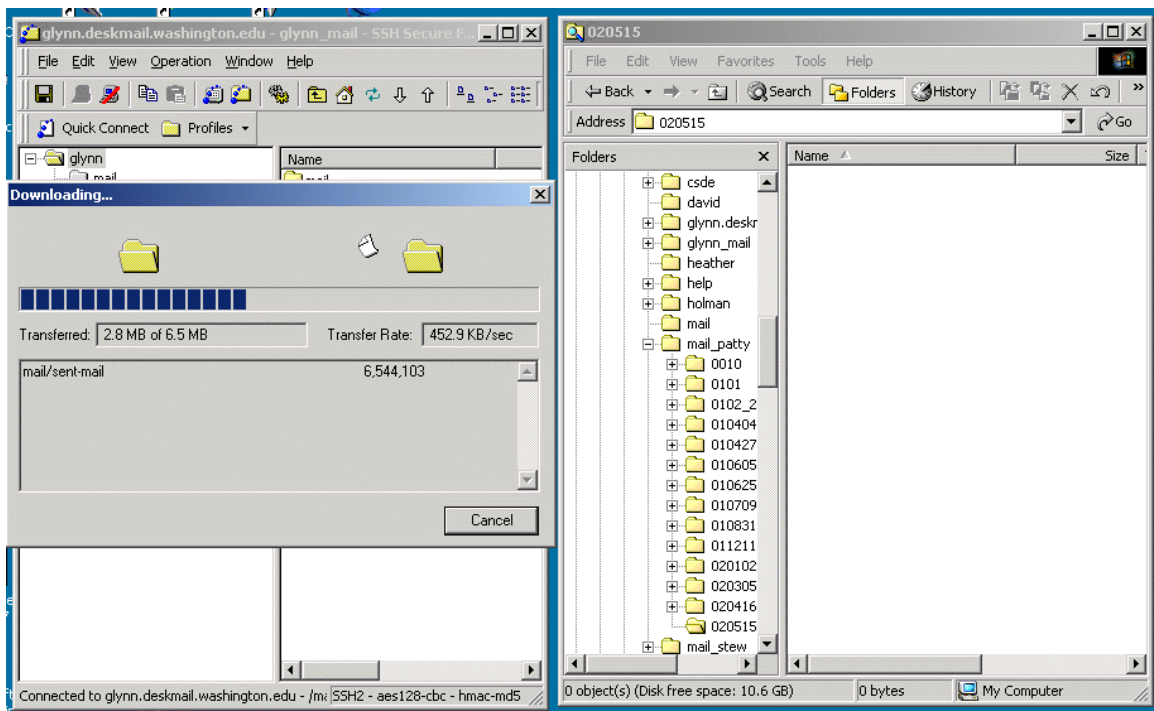 glynn.deskmail.washington.edu - glynn_mail - SSH Secure F...
File Edit View Operation Window Help
Quick Connect Profiles
glynn
mail
Name
mail
Downloading...
Transferred: 2.8 MB of 6.5 MB
Transfer Rate: 452.9 KB/sec
mail/sent-mail 6,544,103
Cancel
Connected to glynn.deskmail.washington.edu - /ma
SSH2 - aes128-cbc - hmac-md5
020515
File Edit View Favorites Tools Help
Back Search Folders History »
Address 020515 Go
Folders x
Name Size
csde
david
glynn.deskr
glynn_mail
heather
help
holman
mail
mail_patty
0010
0101
0102_2
010404
010427
010605
010625
010709
010831
011211
020102
020305
020416
020515
mail_stew
0 object(s) (Disk free space: 10.6 GB) 0 bytes My Computer